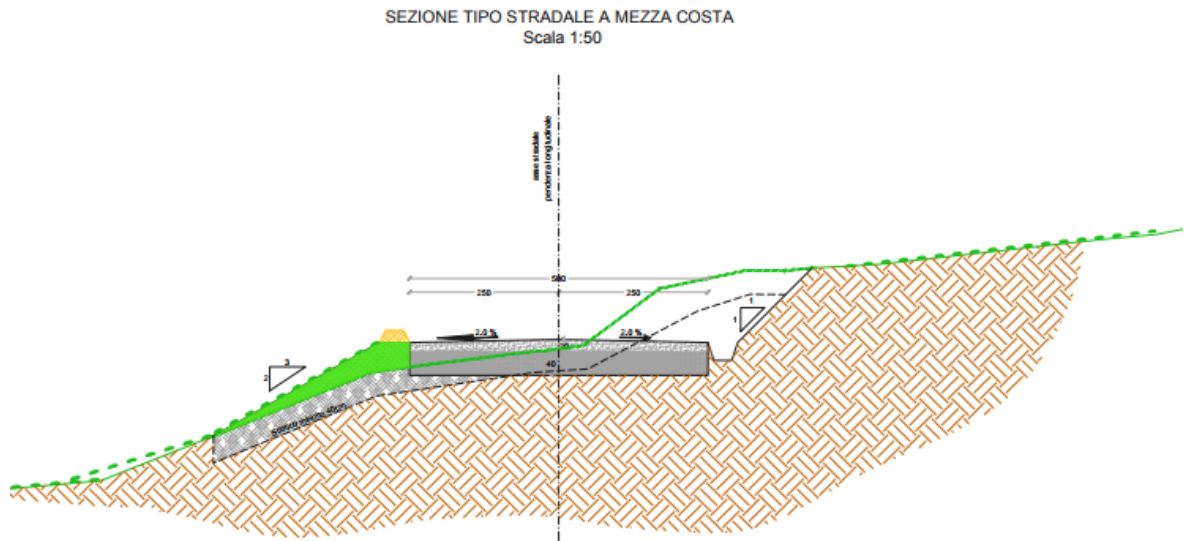 SEZIONE TIPO STRADALE A MEZZA COSTA
Scala 1:50
asse stradale
pendenza longitudinale
500
250
250
1
1
2.0 %
2.0 %
40
3
2